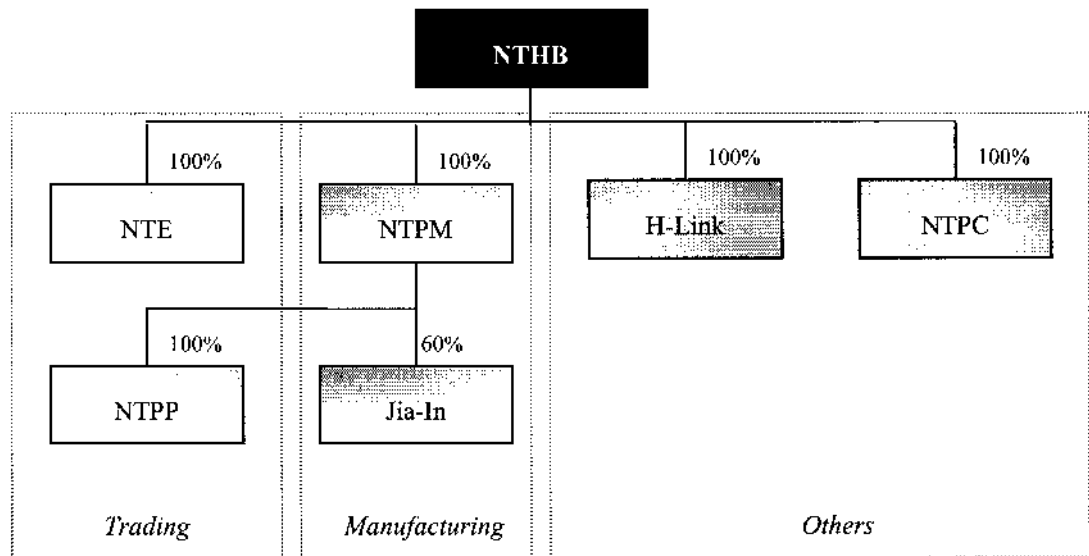 NTHB
100% 100% 100% 100%
NTE NTPM H-Link NTPC
100% 60%
NTPP Jia-In
Trading Manufacturing Others